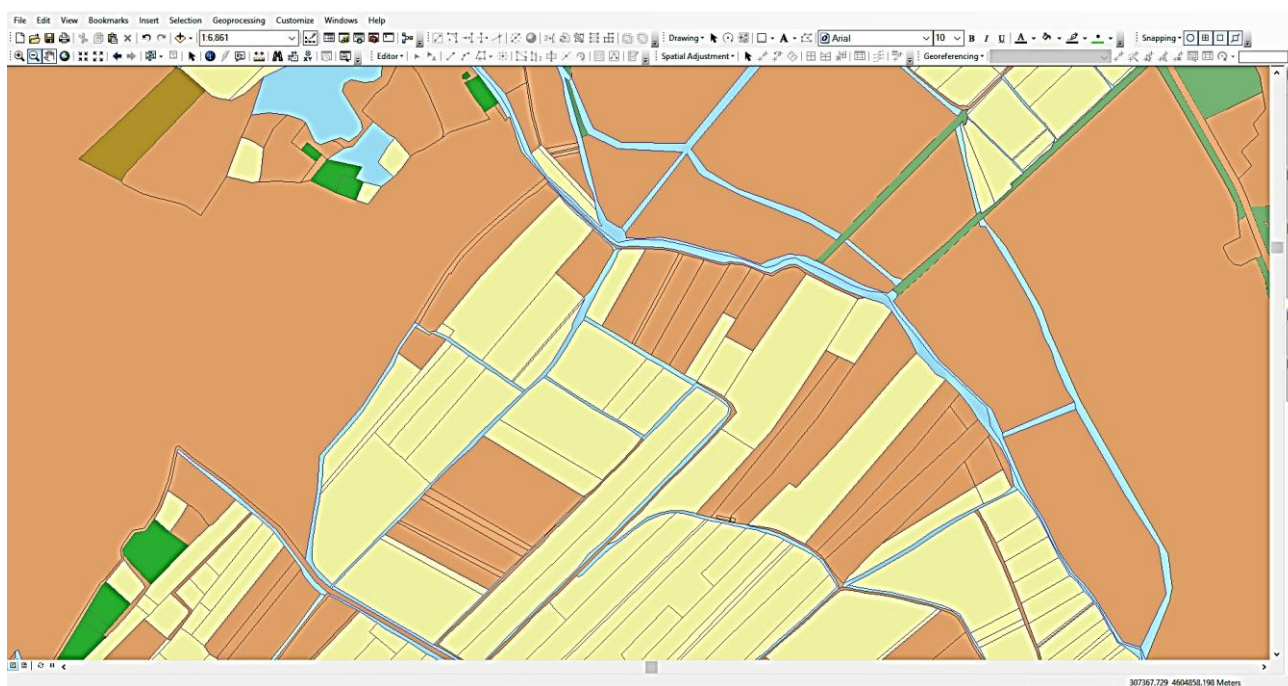 File Edit View Bookmarks Insert Selection Geoprocessing Customize Windows Help
1:6,861 Drawing Arial 10 B I U A Snapping
Editor Spatial Adjustment Georeferencing
307367.729 4604858.198 Meters